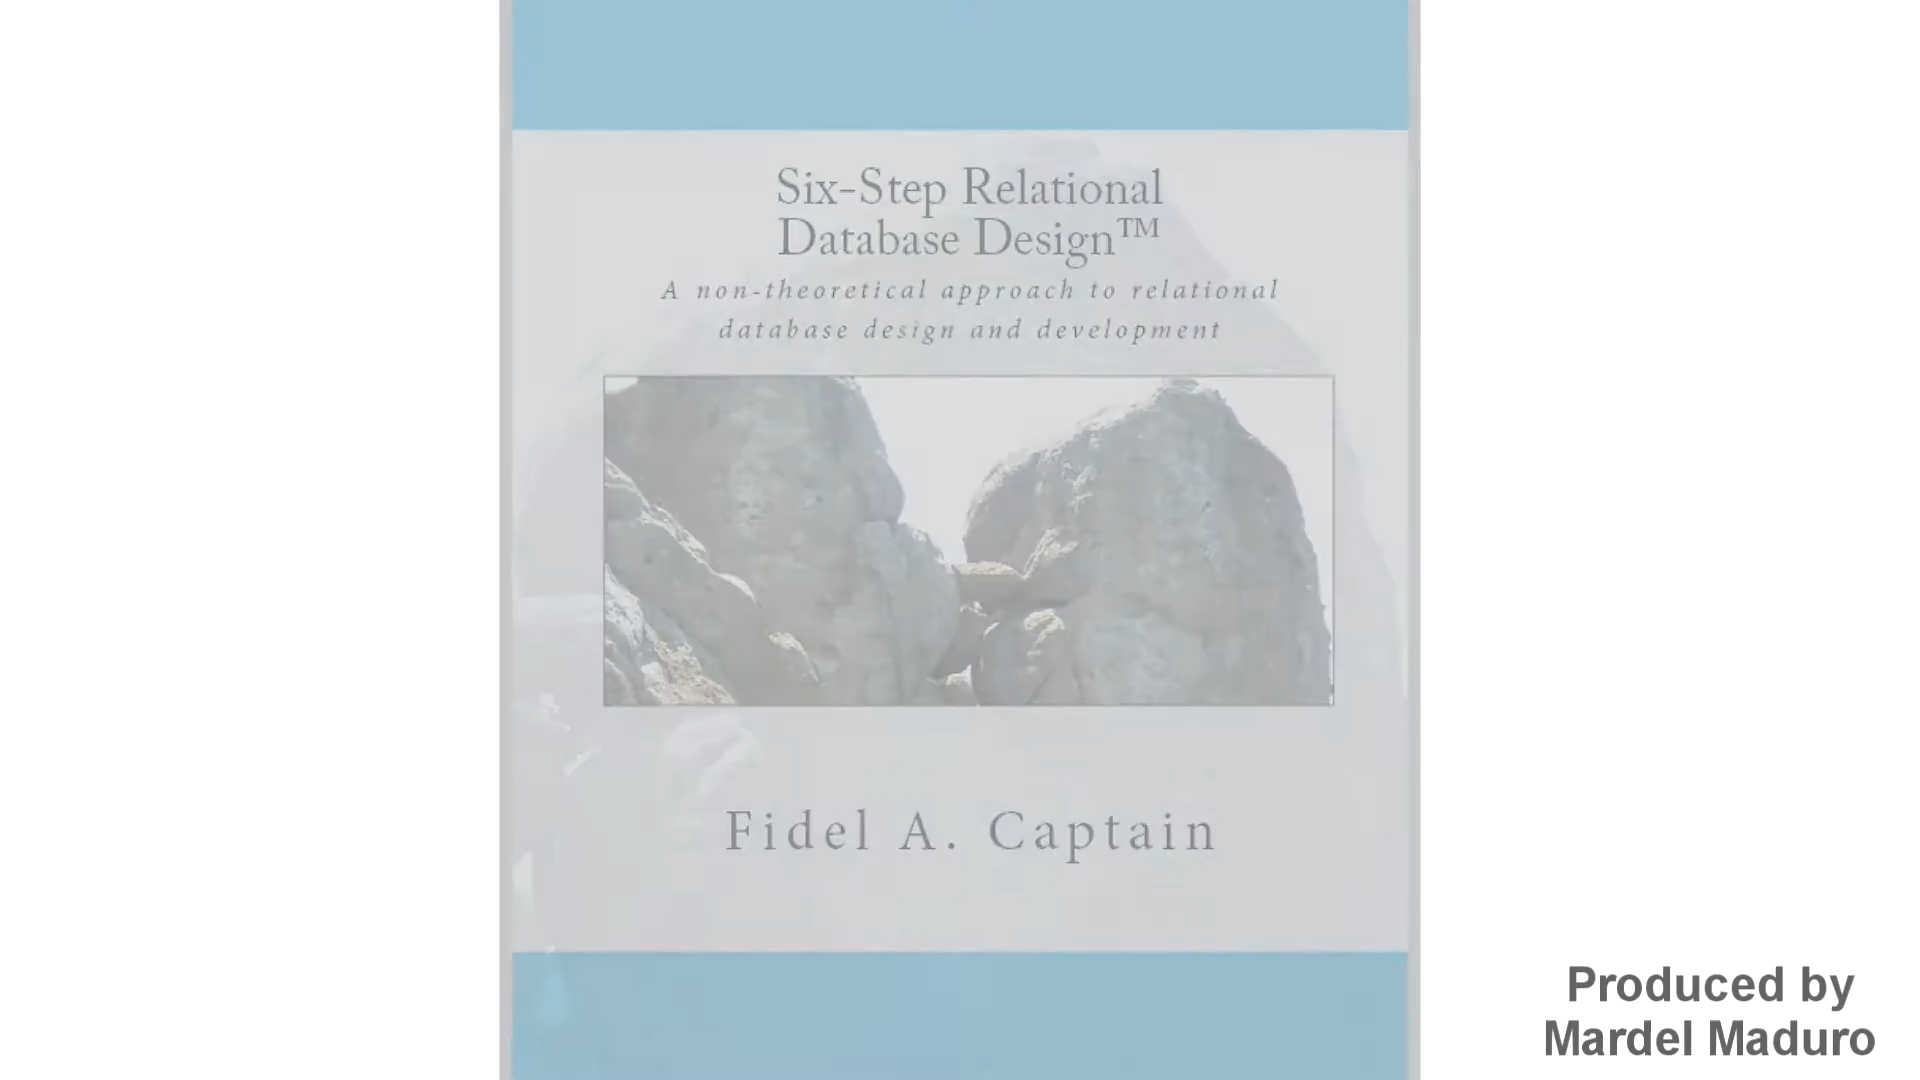 Six-Step Relational
Database Design™
A non-theoretical approach to relational
database design and development
Fidel A. Captain
Produced by
Mardel Maduro